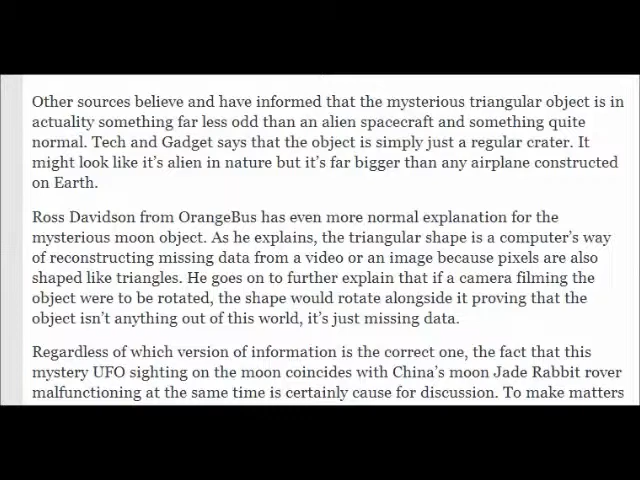 Other sources believe and have informed that the mysterious triangular object is in
actuality something far less odd than an alien spacecraft and something quite
normal. Tech and Gadget says that the object is simply just a regular crater. It
might look like it's alien in nature but it's far bigger than any airplane constructed
on Earth.
Ross Davidson from OrangeBus has even more normal explanation for the
mysterious moon object. As he explains, the triangular shape is a computer's way
of reconstructing missing data from a video or an image because pixels are also
shaped like triangles. He goes on to further explain that if a camera filming the
object were to be rotated, the shape would rotate alongside it proving that the
object isn't anything out of this world, it's just missing data.
Regardless of which version of information is the correct one, the fact that this
mystery UFO sighting on the moon coincides with China's moon Jade Rabbit rover
malfunctioning at the same time is certainly cause for discussion. To make matters